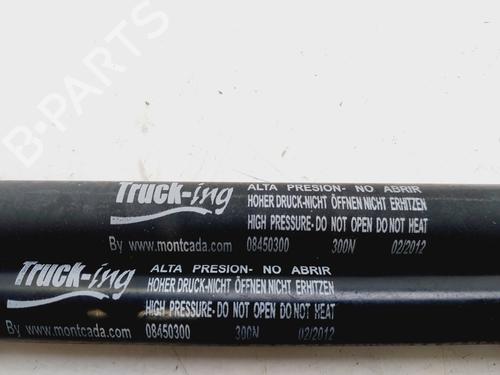 B-PARTS
Truck-ing
ALTA PRESION- NO ABRIR
HOHER DRUCK-NICHT ÖFFNEN NICHT ERHITZEN
HIGH PRESSURE- DO NOT OPEN DO NOT HEAT
By www.montcada.com 08450300 300N 02/2012
Truck-ing
ALTA PRESION- NO ABRIR
HOHER DRUCK-NICHT ÖFFNEN NICHT ERHITZEN
HIGH PRESSURE- DO NOT OPEN DO NOT HEAT
By www.montcada.com 08450300 300N 02/2012